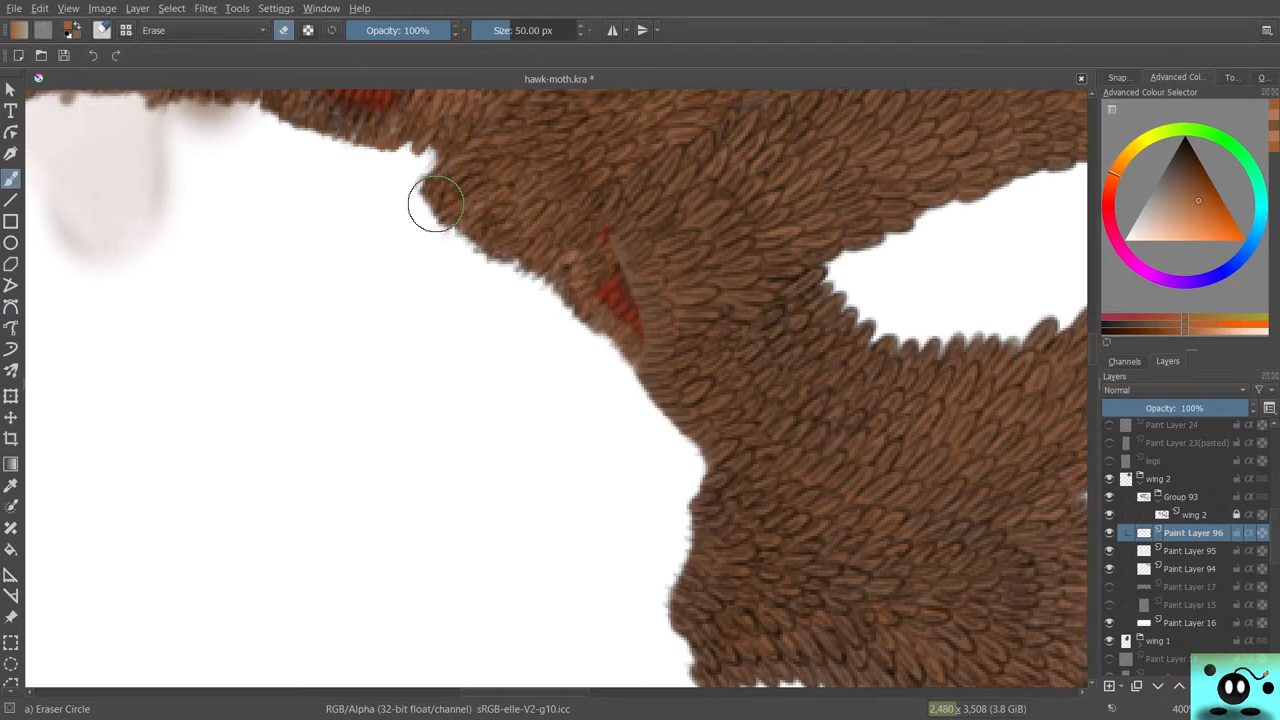 File Edit View Image Layer Select Filter Tools Settings Window Help
Erase
Opacity: 100%
Size: 50.00 px
hawk-moth.kra *
Snap...
Advanced Col...
To...
O...
Advanced Colour Selector
Channels
Layers
Layers
Normal
Opacity: 100%
Paint Layer 24
Paint Layer 23(pasted)
legs
wing 2
Group 93
wing 2
Paint Layer 96
Paint Layer 95
Paint Layer 94
Paint Layer 17
Paint Layer 15
Paint Layer 16
wing 1
a) Eraser Circle
RGB/Alpha (32-bit float/channel) sRGB-elle-V2-g10.icc
2,480 x 3,508 (3.8 GiB)